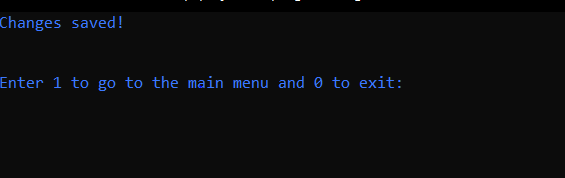 Changes saved!
Enter 1 to go to the main menu and 0 to exit: